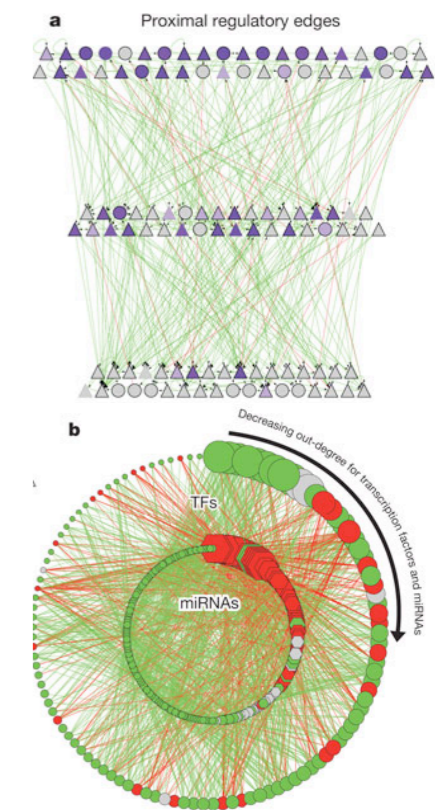 a Proximal regulatory edges
b
Decreasing out-degree for transcription factors and miRNAs
TFs
miRNAs